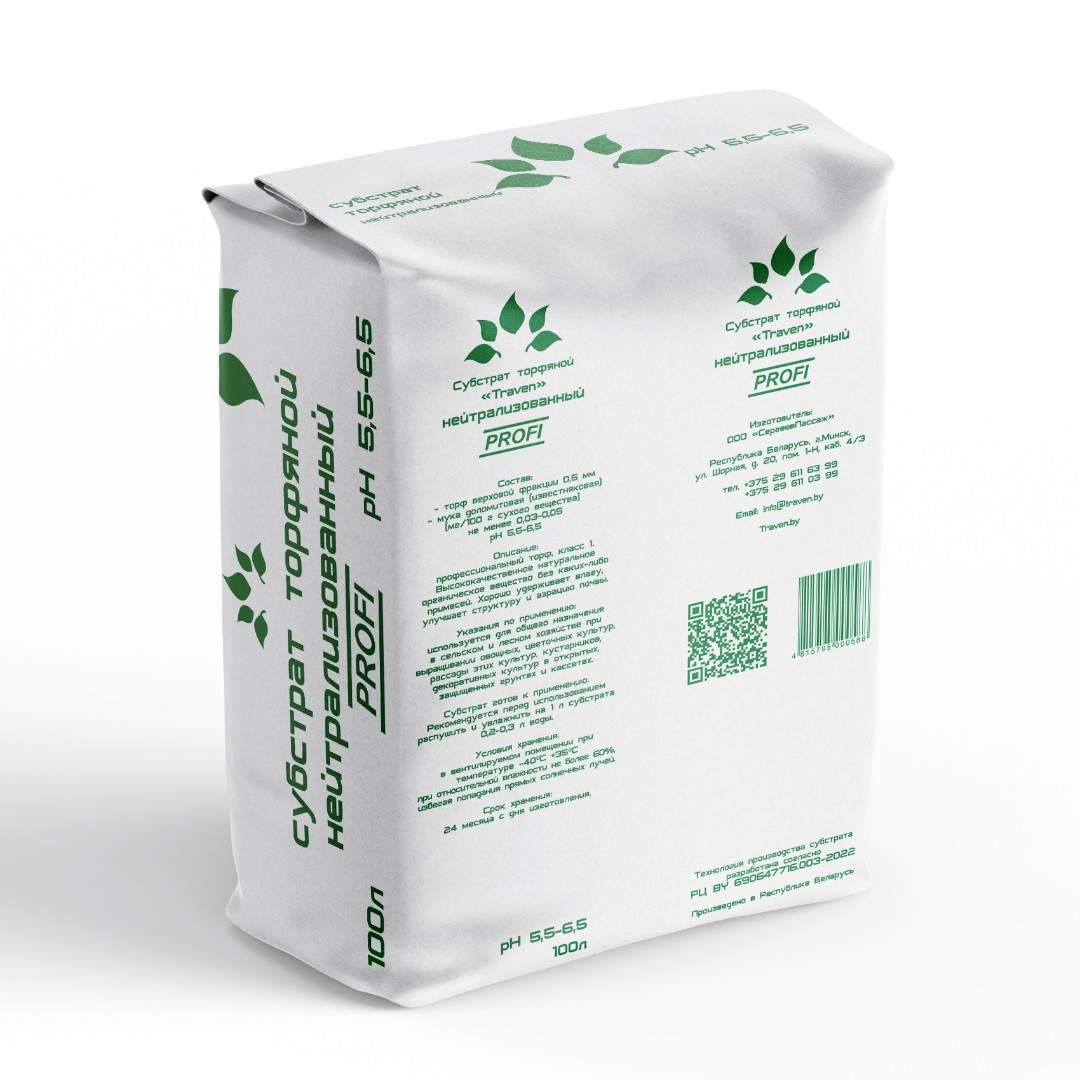 субстрат
торфяной
нейтрализованный
pH 5,5-6,5
субстрат торфяной
нейтрализованный
PROFI
pH 5,5-6,5
100л
Субстрат торфяной
«Traven»
нейтрализованный
PROFI
Состав:
- торф верховой фракции 0,5 мм
- мука доломитовая (известняковая)
(мг/100 г сухого вещества)
не менее 0,03-0,05
pH 5,5-6,5
Описание:
профессиональный торф, класс 1.
Высококачественное натуральное
органическое вещество без каких-либо
примесей. Хорошо удерживает влагу,
улучшает структуру и аэрацию почвы.
Указания по применению:
используется для общего назначения
в сельском и лесном хозяйстве при
выращивании овощных, цветочных культур,
рассады этих культур, кустарников,
декоративных культур в открытых,
защищенных грунтах и кассетах.
Субстрат готов к применению.
Рекомендуется перед использованием
распушить и увлажнить на 1 л субстрата
0,2-0,3 л воды.
Условия хранения:
в вентилируемом помещении при
температуре -40°C +35°C
при относительной влажности не более 60%,
избегая попадания прямых солнечных лучей.
Срок хранения:
24 месяца с дня изготовления.
pH 5,5-6,5
100л
Субстрат торфяной
«Traven»
нейтрализованный
PROFI
Изготовитель:
ООО «СергеевПассаж»
Республика Беларусь, г.Минск,
ул. Шорная, д. 20, пом. 1-Н, каб. 4/3
тел. +375 29 611 63 99
+375 29 611 03 99
Email: info@traven.by
Traven.by
4 815795 000588
Технология производства субстрата
разработана согласно
РЦ BY 690647716.003-2022
Произведено в Республике Беларусь